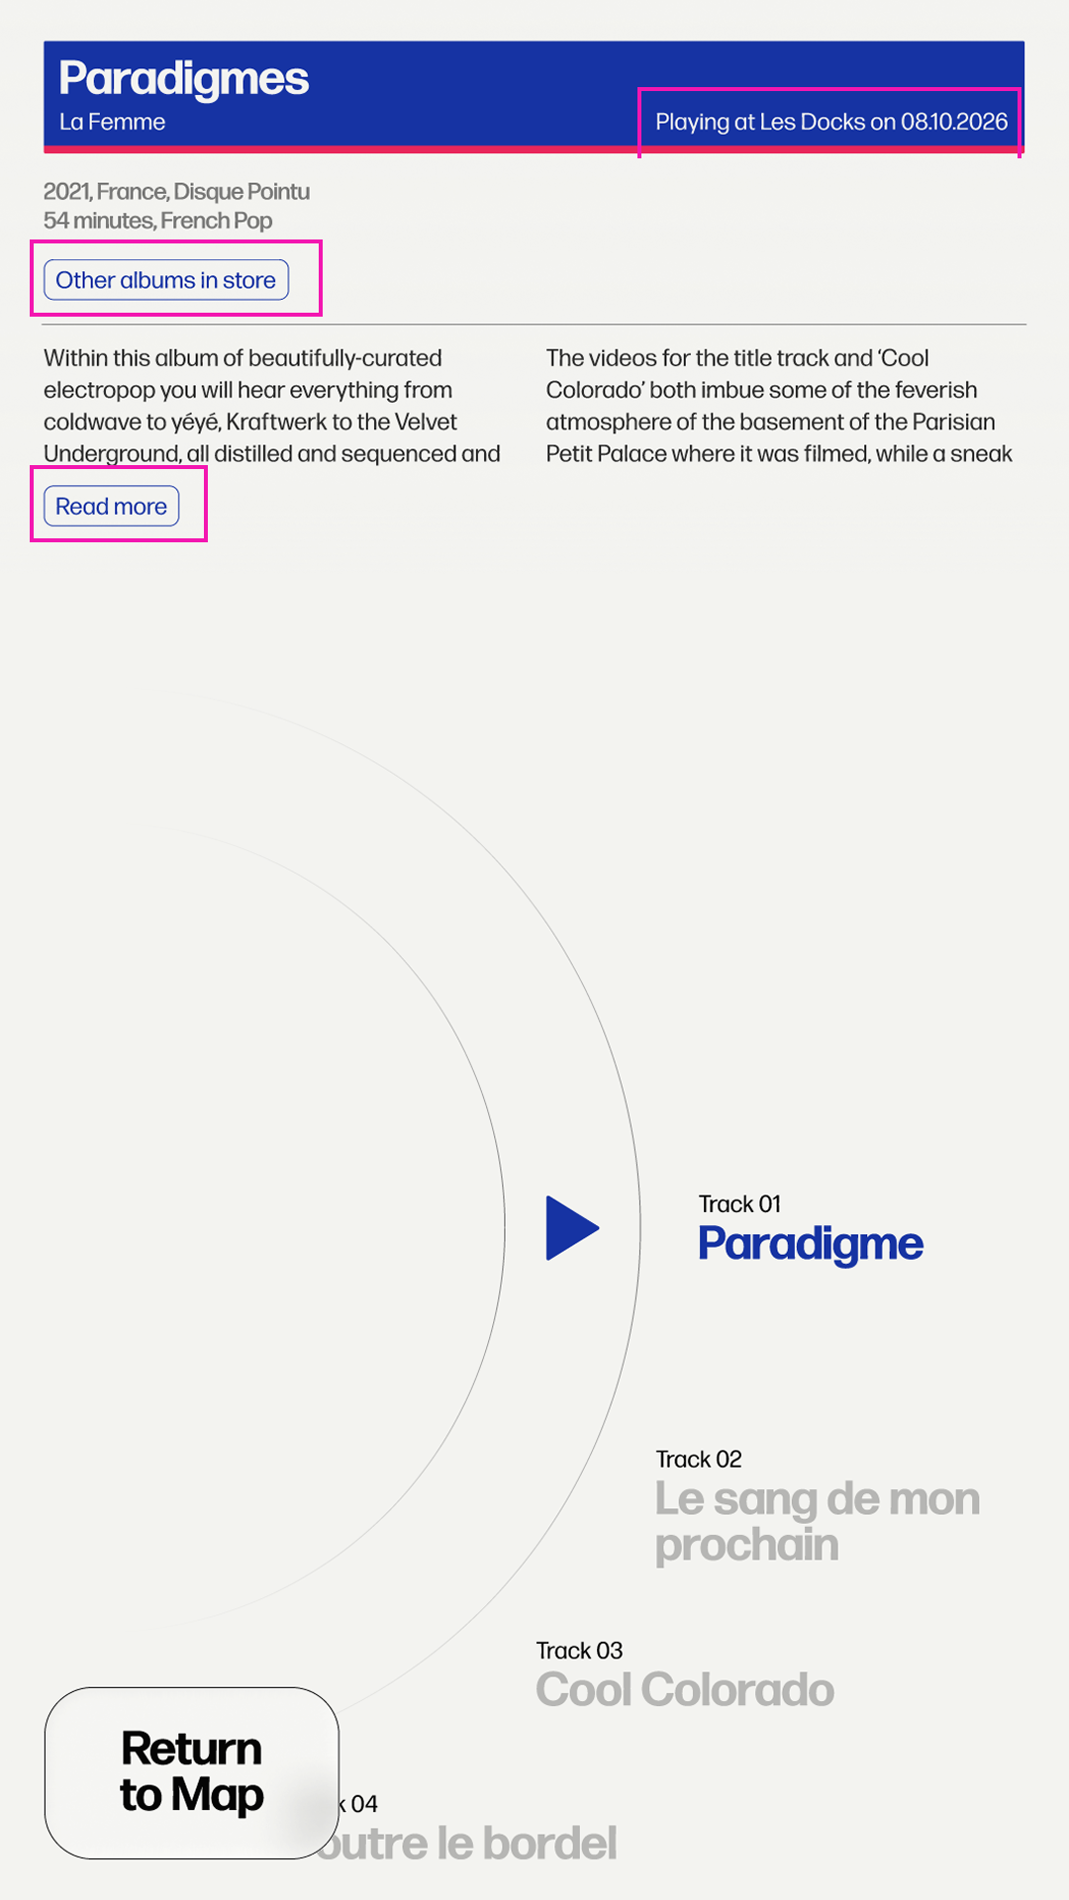 Paradigmes
La Femme
Playing at Les Docks on 08.10.2026
2021, France, Disque Pointu
54 minutes, French Pop
Other albums in store
Within this album of beautifully-curated
electropop you will hear everything from
coldwave to yéyé, Kraftwerk to the Velvet
Underground, all distilled and sequenced and
The videos for the title track and ‘Cool
Colorado’ both imbue some of the feverish
atmosphere of the basement of the Parisian
Petit Palace where it was filmed, while a sneak
Read more
Track 01
Paradigme
Track 02
Le sang de mon
prochain
Track 03
Cool Colorado
Return
to Map
04
le bordel